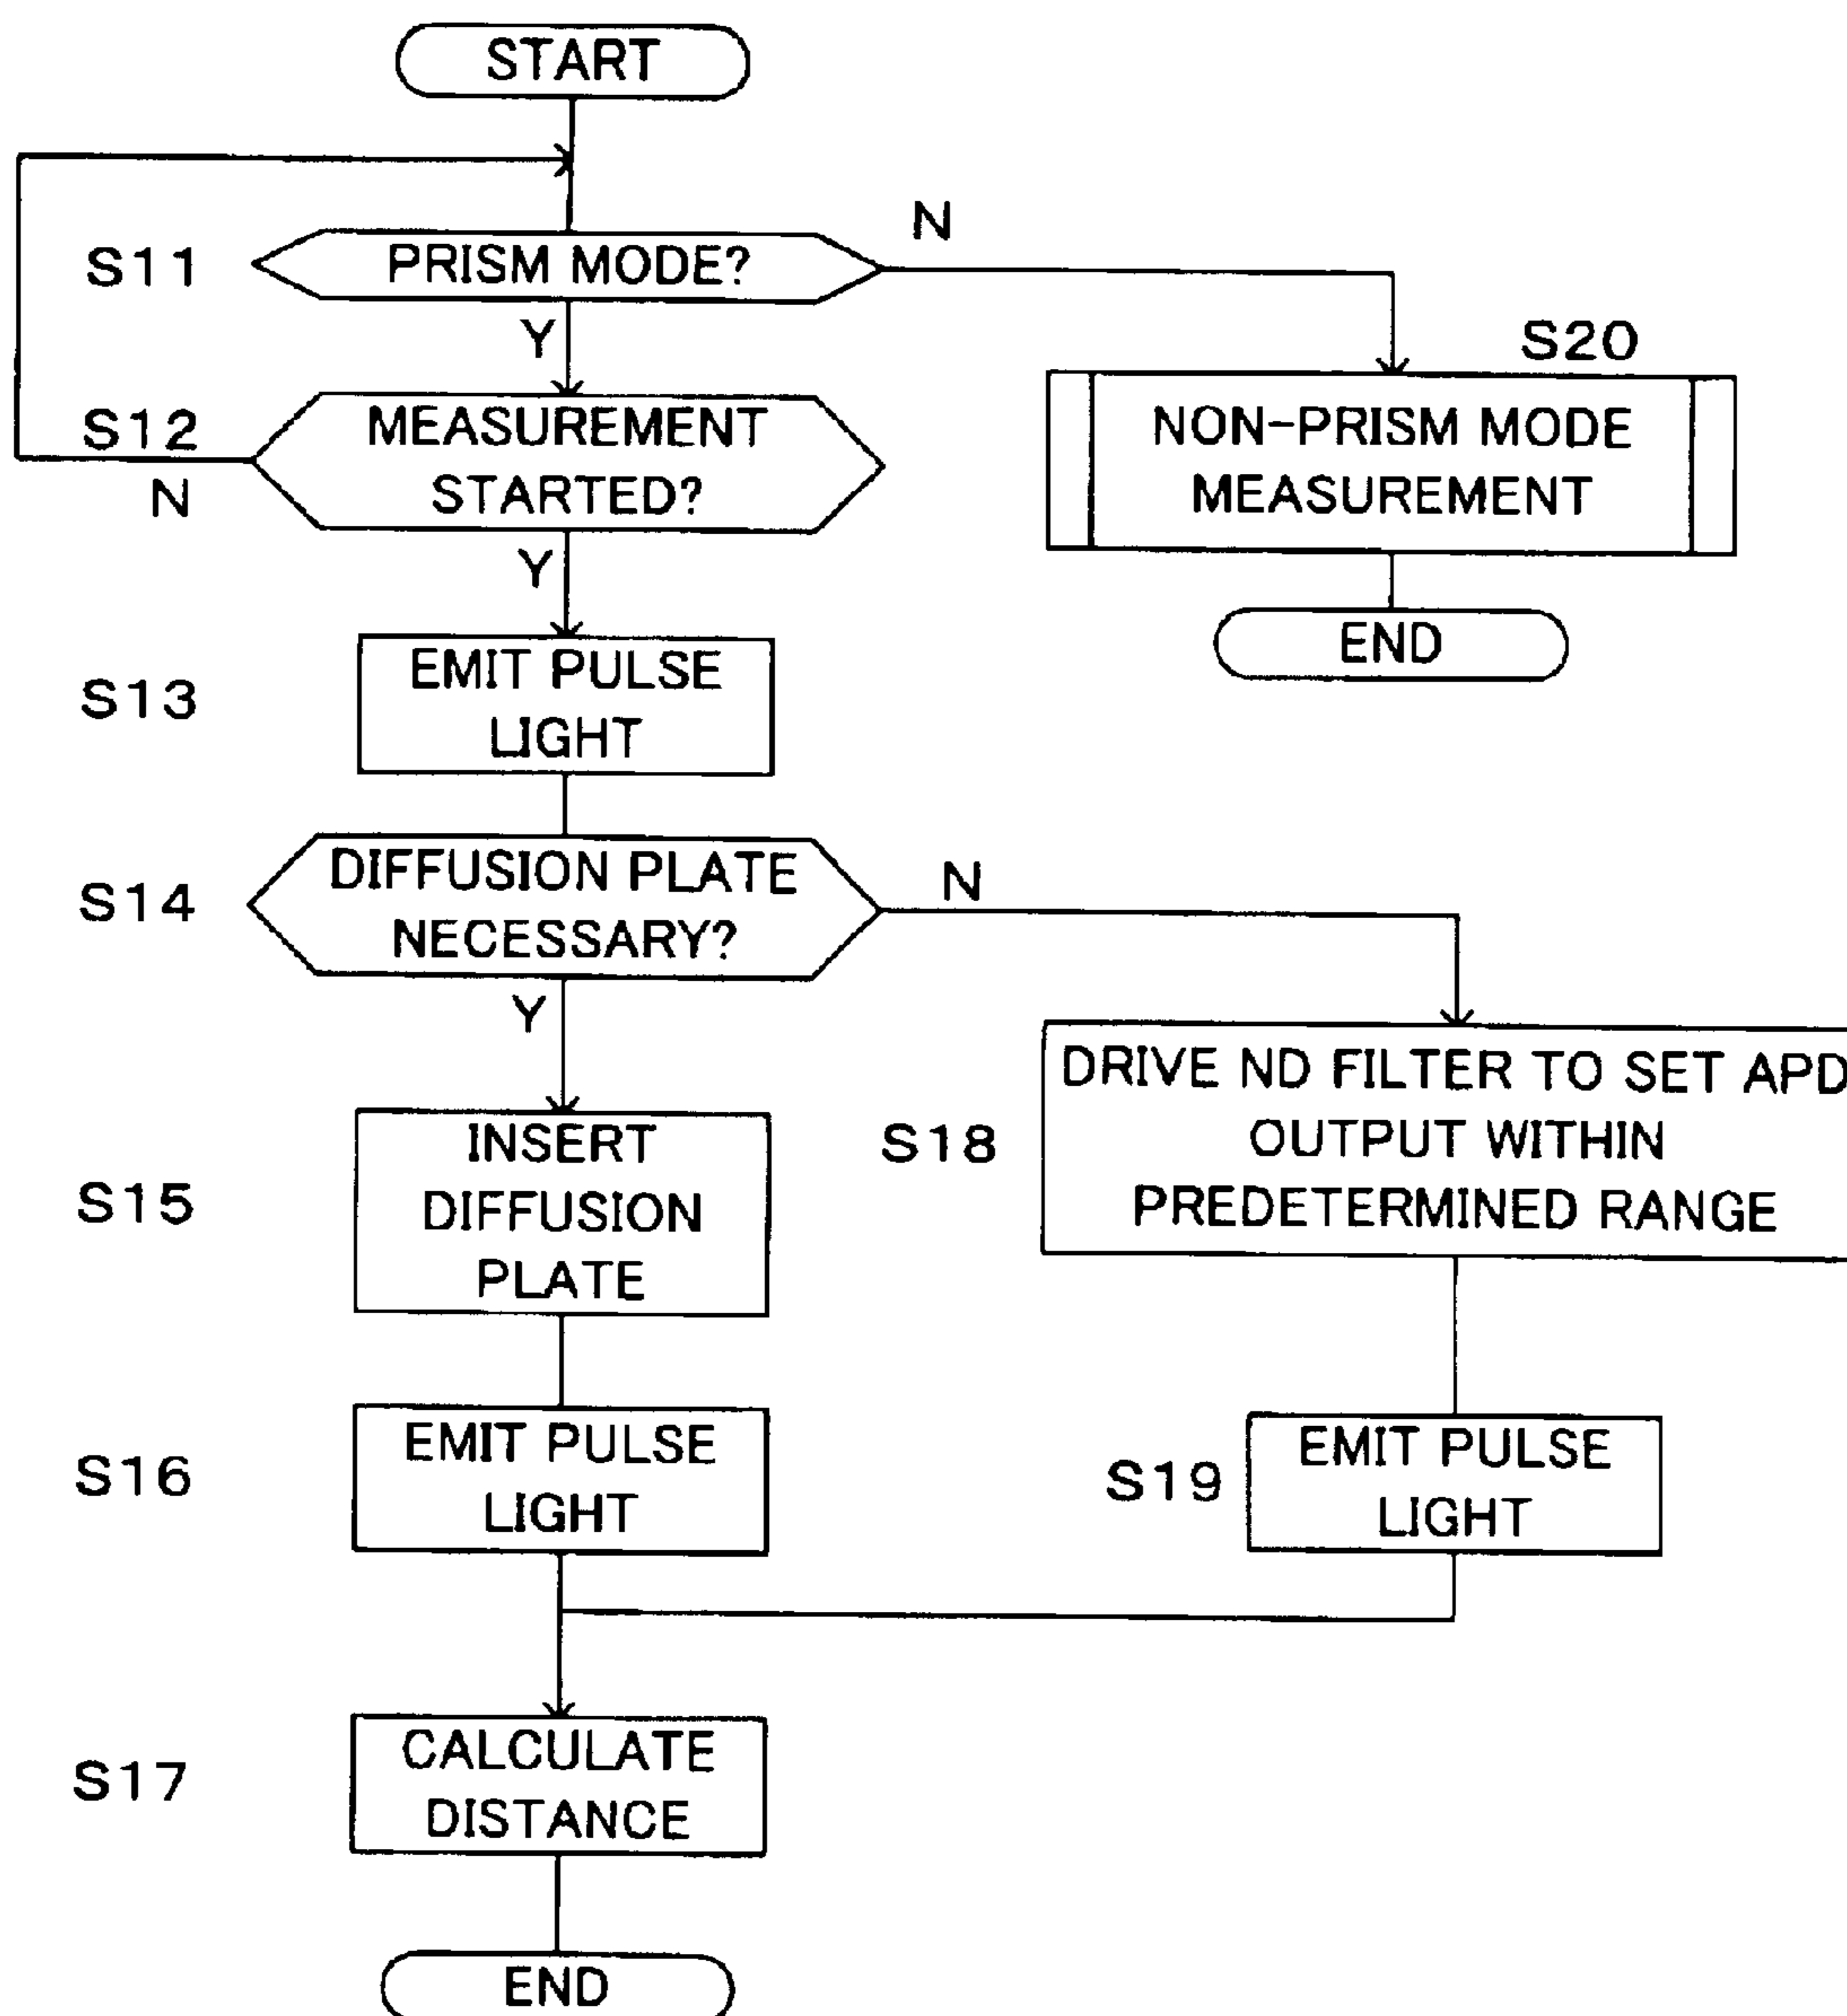 START
N
S11
PRISM MODE?
Y
S20
S12
MEASUREMENT
STARTED?
N
NON-PRISM MODE
MEASUREMENT
Y
END
S13
EMIT PULSE
LIGHT
S14
DIFFUSION PLATE
NECESSARY?
N
Y
S15
INSERT
DIFFUSION
PLATE
S18
DRIVE ND FILTER TO SET APD
OUTPUT WITHIN
PREDETERMINED RANGE
S16
EMIT PULSE
LIGHT
S19
EMIT PULSE
LIGHT
S17
CALCULATE
DISTANCE
END